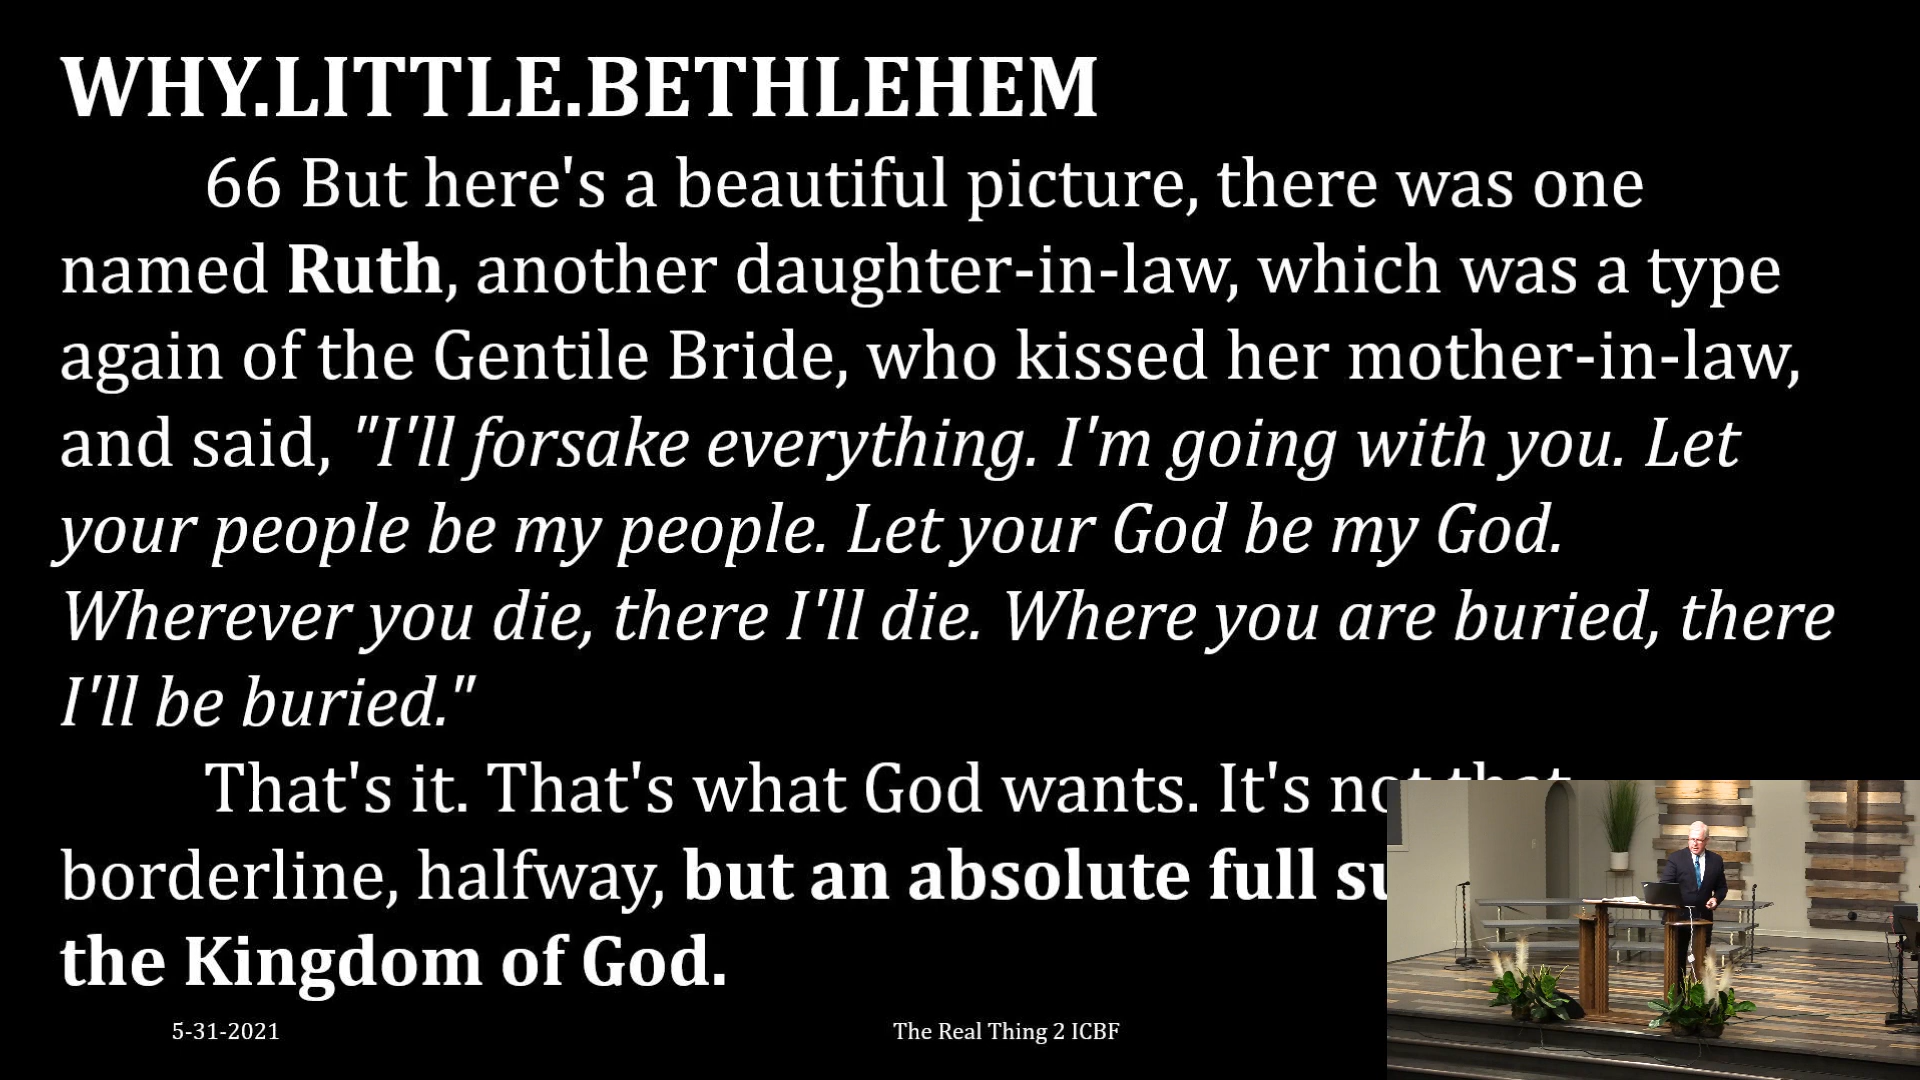 WHY.LITTLE.BETHLEHEM
66 But here's a beautiful picture, there was one
named Ruth, another daughter-in-law, which was a type
again of the Gentile Bride, who kissed her mother-in-law,
and said, "I'll forsake everything. I'm going with you. Let
your people be my people. Let your God be my God.
Wherever you die, there I'll die. Where you are buried, there
I'll be buried."
That's it. That's what God wants. It's not that
borderline, halfway, but an absolute full
the Kingdom of God.
5-31-2021
The Real Thing 2 ICBF